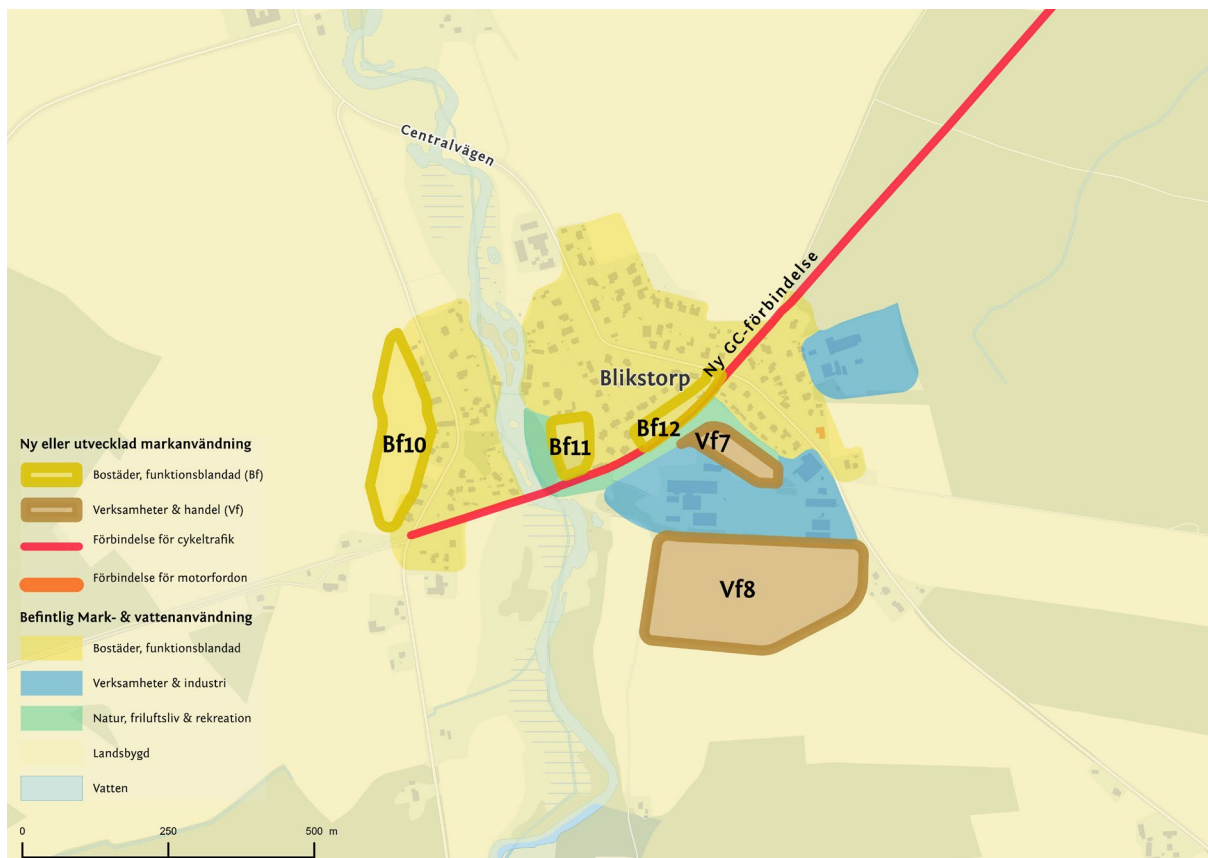 Centralvägen
Ny GC-förbindelse
Blikstorp
Bf10
Bf11
Bf12
Vf7
Vf8
Ny eller utvecklad markanvändning
Bostäder, funktionsblandad (Bf)
Verksamheter & handel (Vf)
Förbindelse för cykeltrafik
Förbindelse för motorfordon
Befintlig Mark- & vattenanvändning
Bostäder, funktionsblandad
Verksamheter & industri
Natur, friluftsliv & rekreation
Landsbygd
Vatten
0 250 500 m